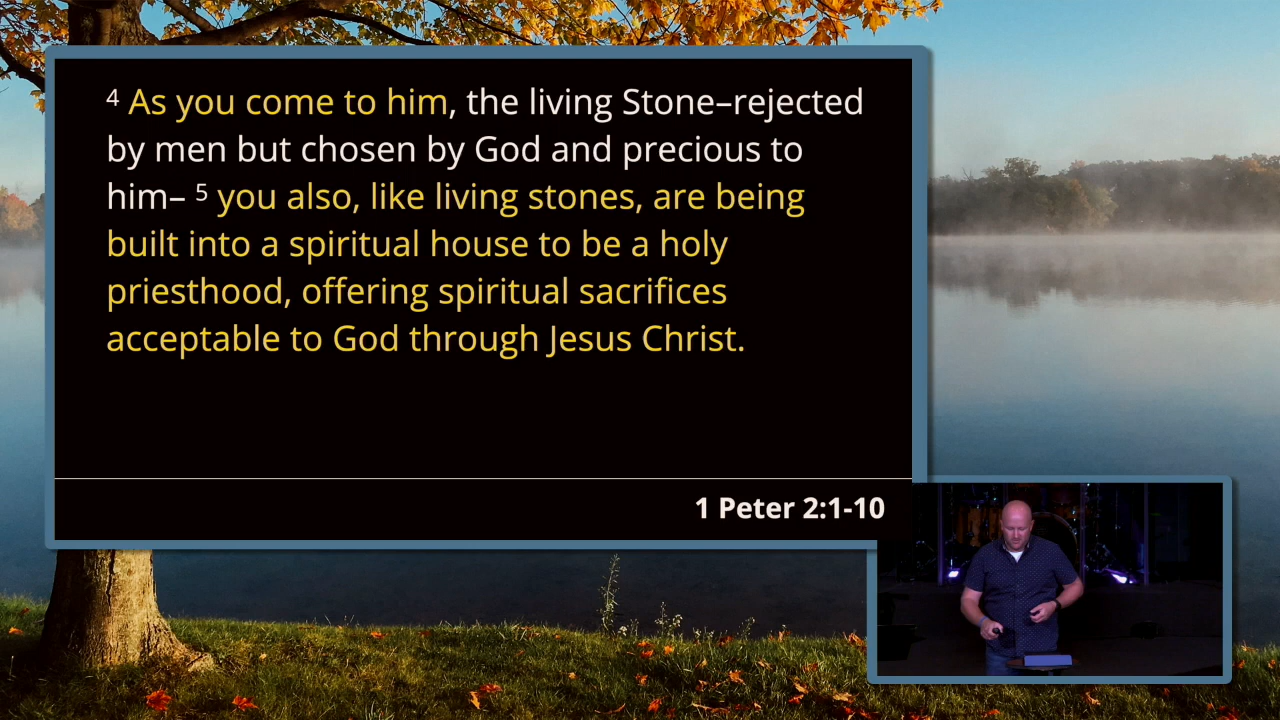 4 As you come to him, the living Stone–rejected
by men but chosen by God and precious to
him– 5 you also, like living stones, are being
built into a spiritual house to be a holy
priesthood, offering spiritual sacrifices
acceptable to God through Jesus Christ.
1 Peter 2:1-10